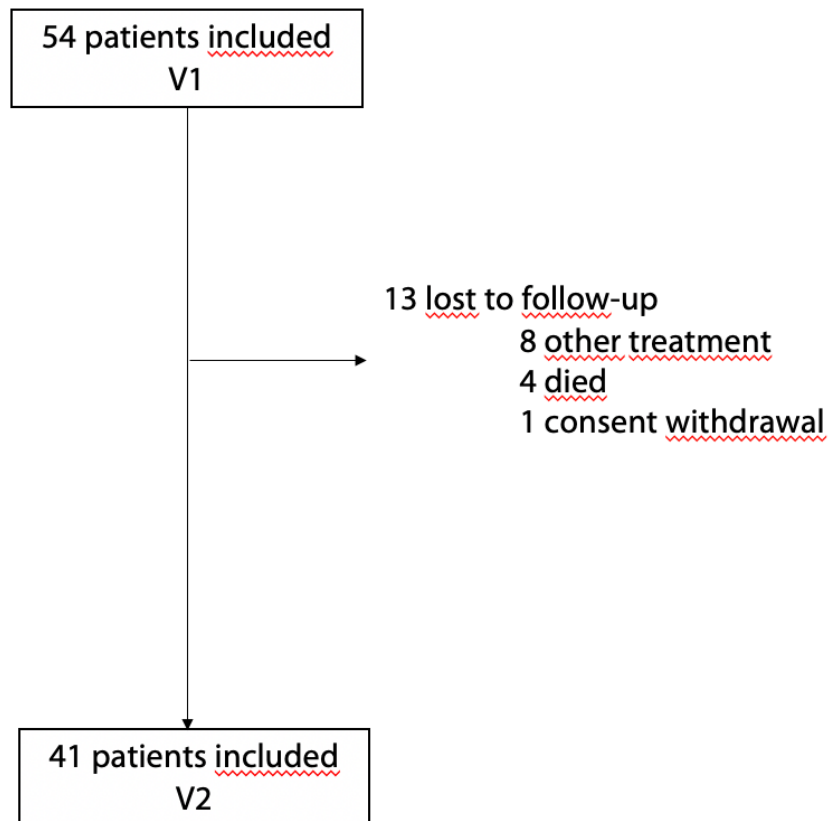 54 patients included
V1
13 lost to follow-up
8 other treatment
4 died
1 consent withdrawal
41 patients included
V2